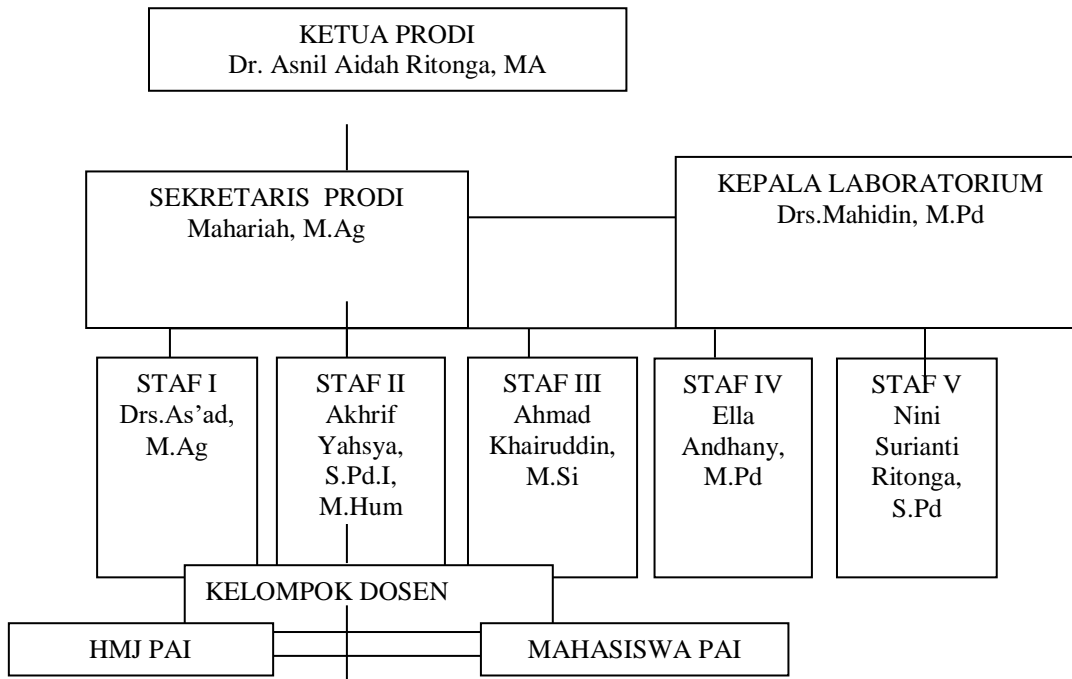 KETUA PRODI
Dr. Asnil Aidah Ritonga, MA
SEKRETARIS PRODI
Mahariah, M.Ag
KEPALA LABORATORIUM
Drs.Mahidin, M.Pd
STAF I
Drs.As’ad,
M.Ag
STAF II
Akhrif
Yahsya,
S.Pd.I,
M.Hum
STAF III
Ahmad
Khairuddin,
M.Si
STAF IV
Ella
Andhany,
M.Pd
STAF V
Nini
Surianti
Ritonga,
S.Pd
KELOMPOK DOSEN
HMJ PAI
MAHASISWA PAI